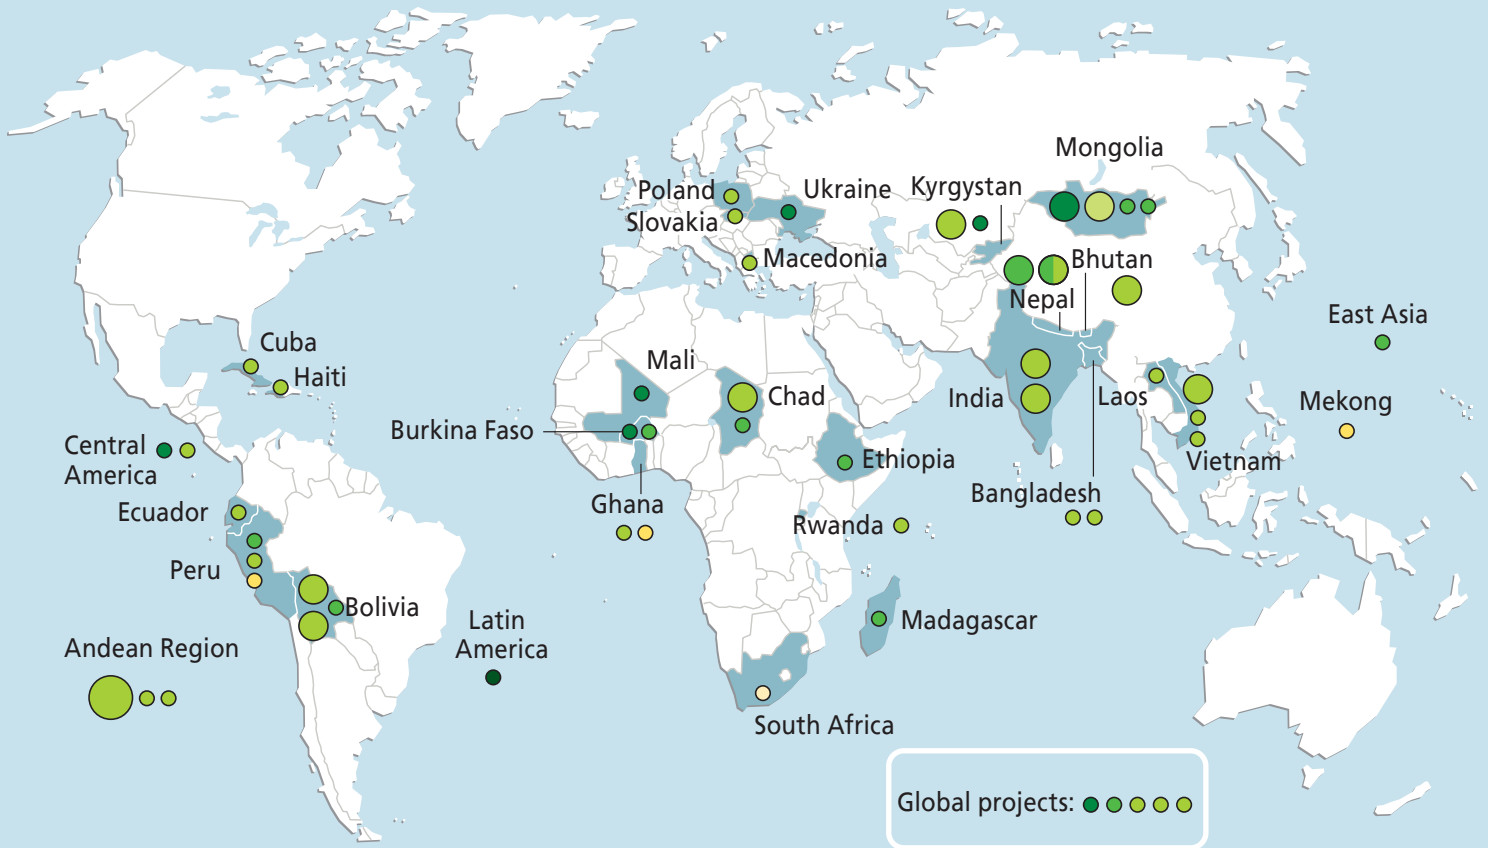 Mongolia
Poland
Ukraine
Kyrgystan
Slovakia
Macedonia
Bhutan
Nepal
East Asia
Cuba
Mali
Haiti
Chad
India
Laos
Mekong
Burkina Faso
Central
America
Ethiopia
Vietnam
Ghana
Bangladesh
Ecuador
Rwanda
Peru
Bolivia
Latin
America
Madagascar
Andean Region
South Africa
Global projects: